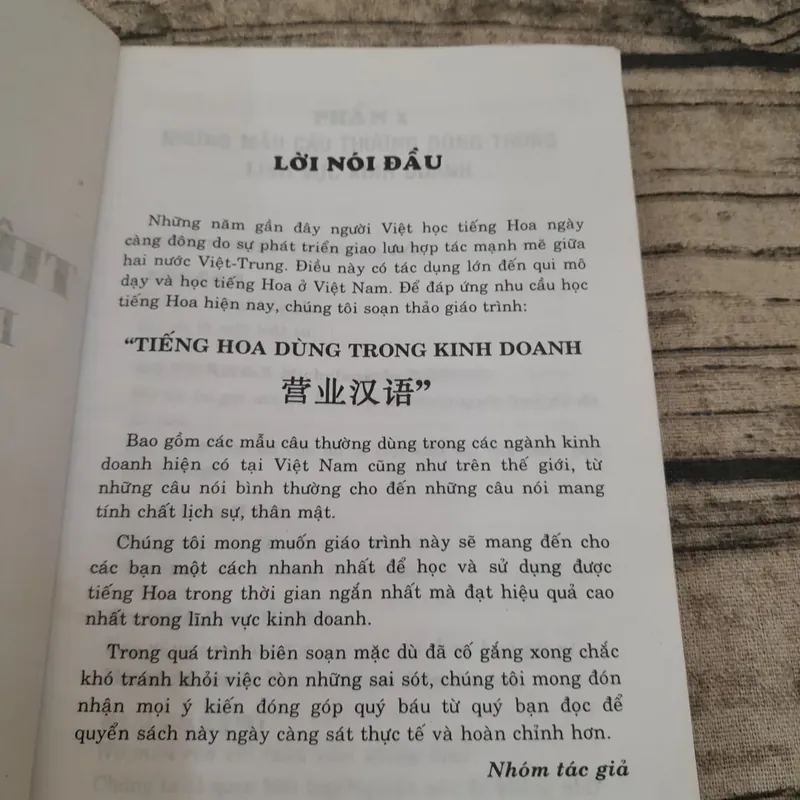 LỜI NÓI ĐẦU
Những năm gần đây người Việt học tiếng Hoa ngày
càng đông do sự phát triển giao lưu hợp tác mạnh mẽ giữa
hai nước Việt-Trung. Điều này có tác dụng lớn đến qui mô
dạy và học tiếng Hoa ở Việt Nam. Để đáp ứng nhu cầu học
tiếng Hoa hiện nay, chúng tôi soạn thảo giáo trình:
“TIẾNG HOA DÙNG TRONG KINH DOANH
营业汉语”
Bao gồm các mẫu câu thường dùng trong các ngành kinh
doanh hiện có tại Việt Nam cũng như trên thế giới, từ
những câu nói bình thường cho đến những câu nói mang
tính chất lịch sự, thân mật.
Chúng tôi mong muốn giáo trình này sẽ mang đến cho
các bạn một cách nhanh nhất để học và sử dụng được
tiếng Hoa trong thời gian ngắn nhất mà đạt hiệu quả cao
nhất trong lĩnh vực kinh doanh.
Trong quá trình biên soạn mặc dù đã cố gắng xong chắc
khó tránh khỏi việc còn những sai sót, chúng tôi mong đón
nhận mọi ý kiến đóng góp quý báu từ quý bạn đọc để
quyển sách này ngày càng sát thực tế và hoàn chỉnh hơn.
Nhóm tác giả